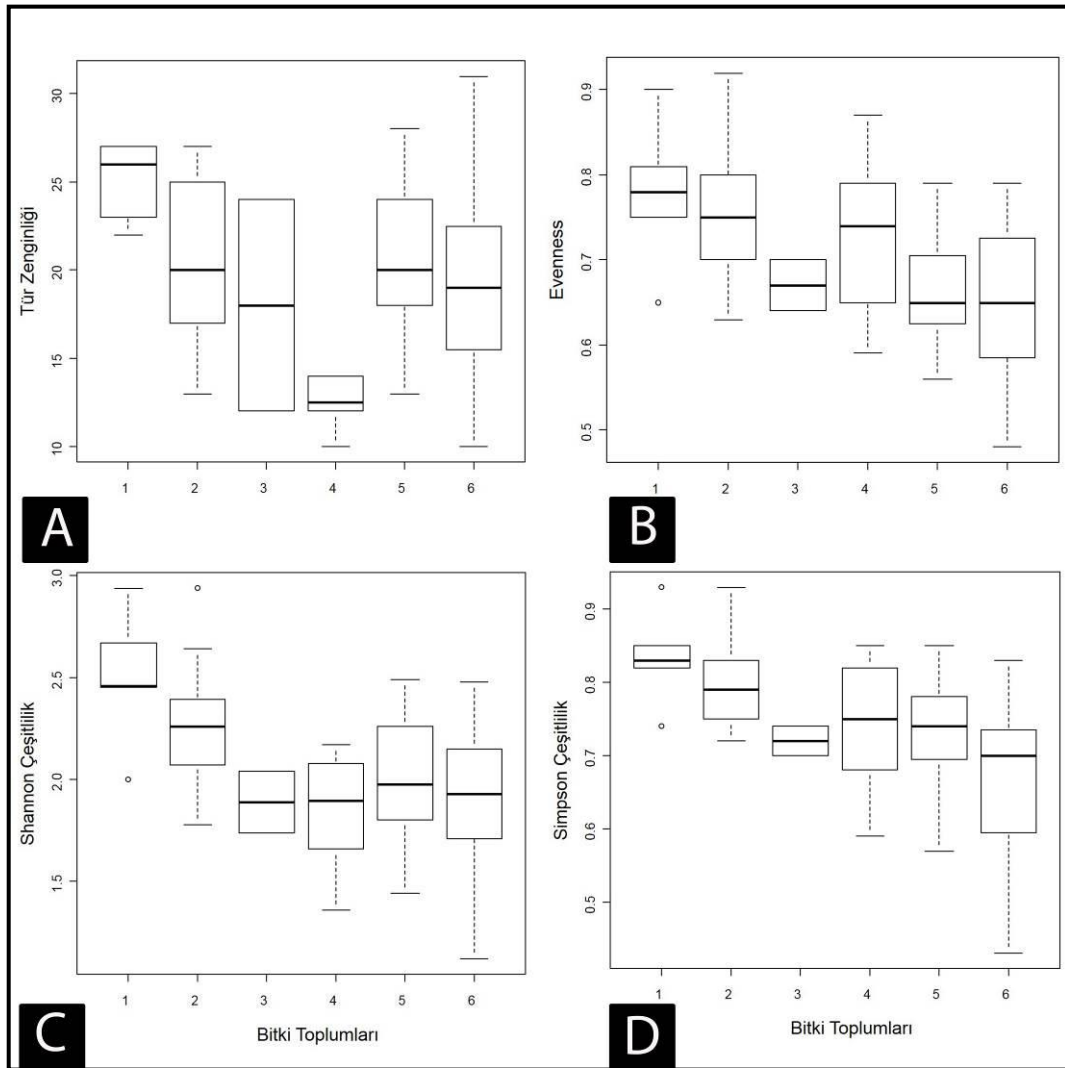 Tür Zenginliği
10 15 20 25 30
1 2 3 4 5 6
A
Evenness
0.5 0.6 0.7 0.8 0.9
1 2 3 4 5 6
B
Shannon Çeşitlilik
1.5 2.0 2.5 3.0
1 2 3 4 5 6
Bitki Toplumları
C
Simpson Çeşitlilik
0.5 0.6 0.7 0.8 0.9
1 2 3 4 5 6
Bitki Toplumları
D